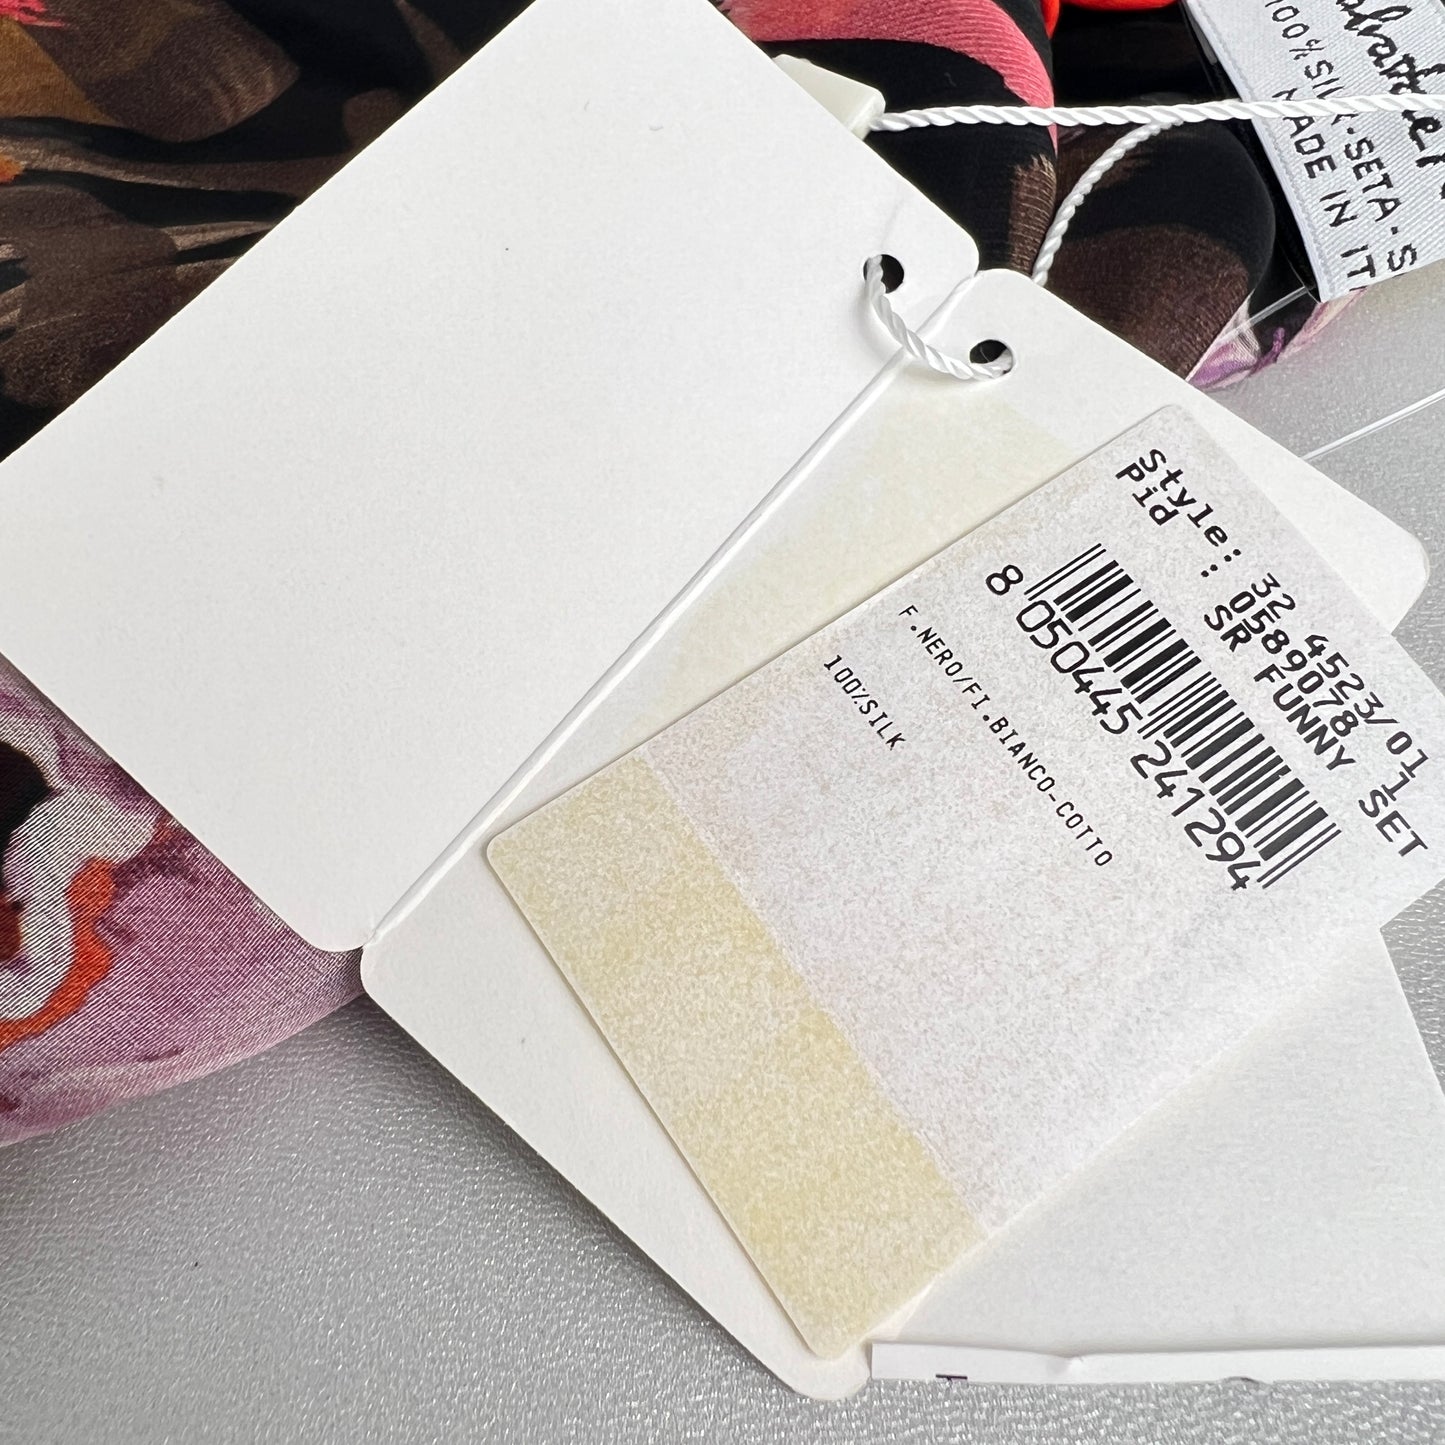 100% SILK-SETA-S
MADE IN IT
Style: 32 4523/01
Pid : 0589078 1
SR FUNNY SET
8 050445 241294
F.NERO/FI.BIANCO-COTTO
100%SILK